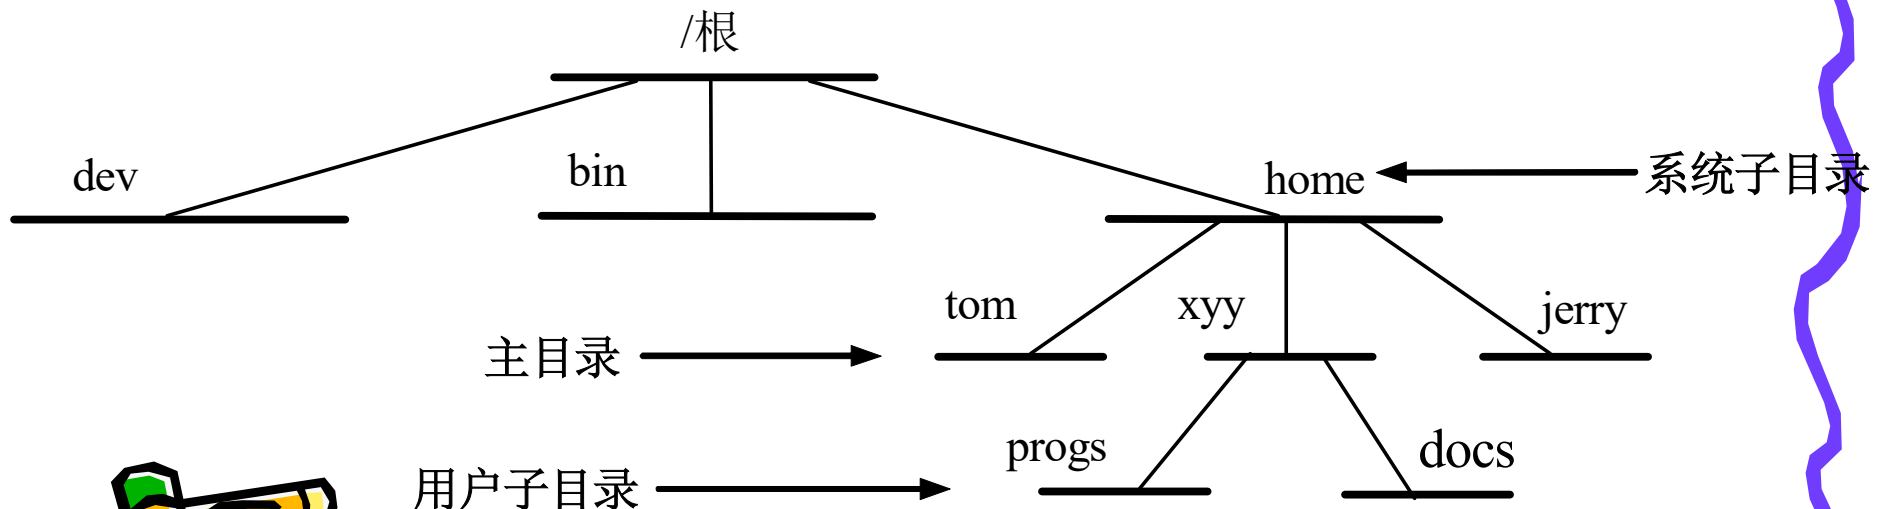 /根
dev
bin
home
系统子目录
tom
xyy
jerry
主目录
progs
docs
用户子目录